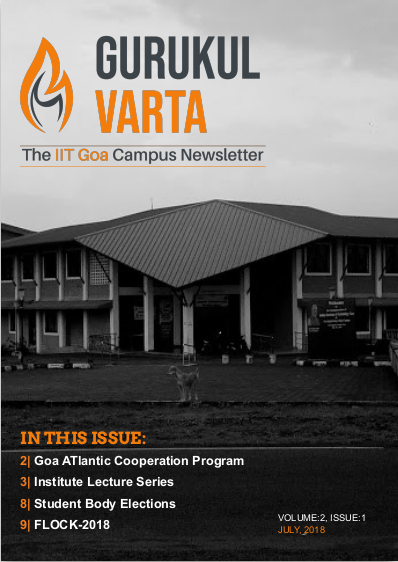 GURUKUL
VARTA
The IIT Goa Campus Newsletter
IN THIS ISSUE:
2| Goa ATlantic Cooperation Program
3| Institute Lecture Series
8| Student Body Elections
9| FLOCK-2018
VOLUME:2, ISSUE:1
JULY, 2018